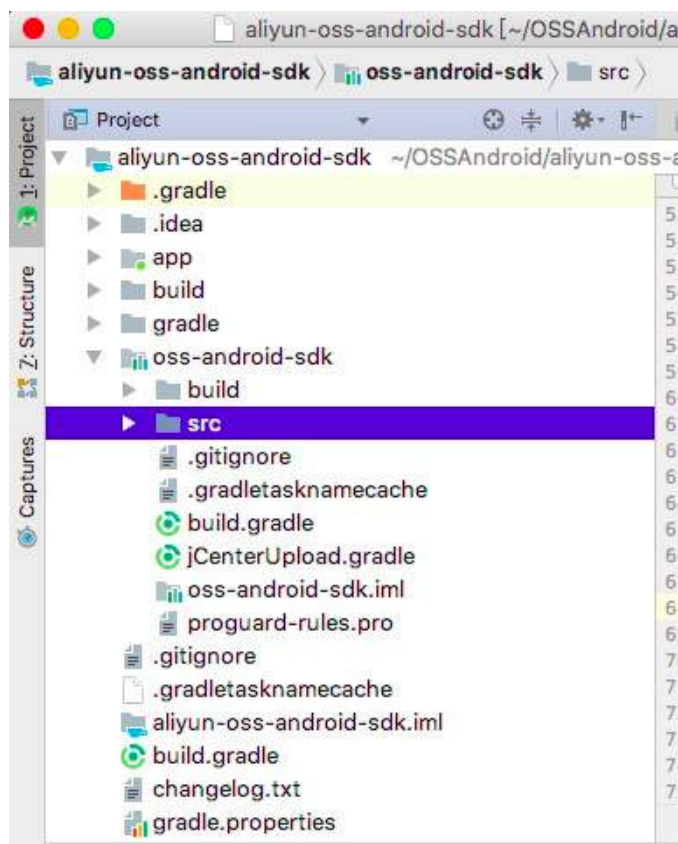 aliyun-oss-android-sdk [~/OSSAndroid/a
aliyun-oss-android-sdk oss-android-sdk src
Project
1: Project
Z: Structure
Captures
aliyun-oss-android-sdk ~/OSSAndroid/aliyun-oss-a
.gradle
.idea
app
build
gradle
oss-android-sdk
build
src
.gitignore
.gradletasknamecache
build.gradle
jCenterUpload.gradle
oss-android-sdk.iml
proguard-rules.pro
.gitignore
.gradletasknamecache
aliyun-oss-android-sdk.iml
build.gradle
changelog.txt
gradle.properties